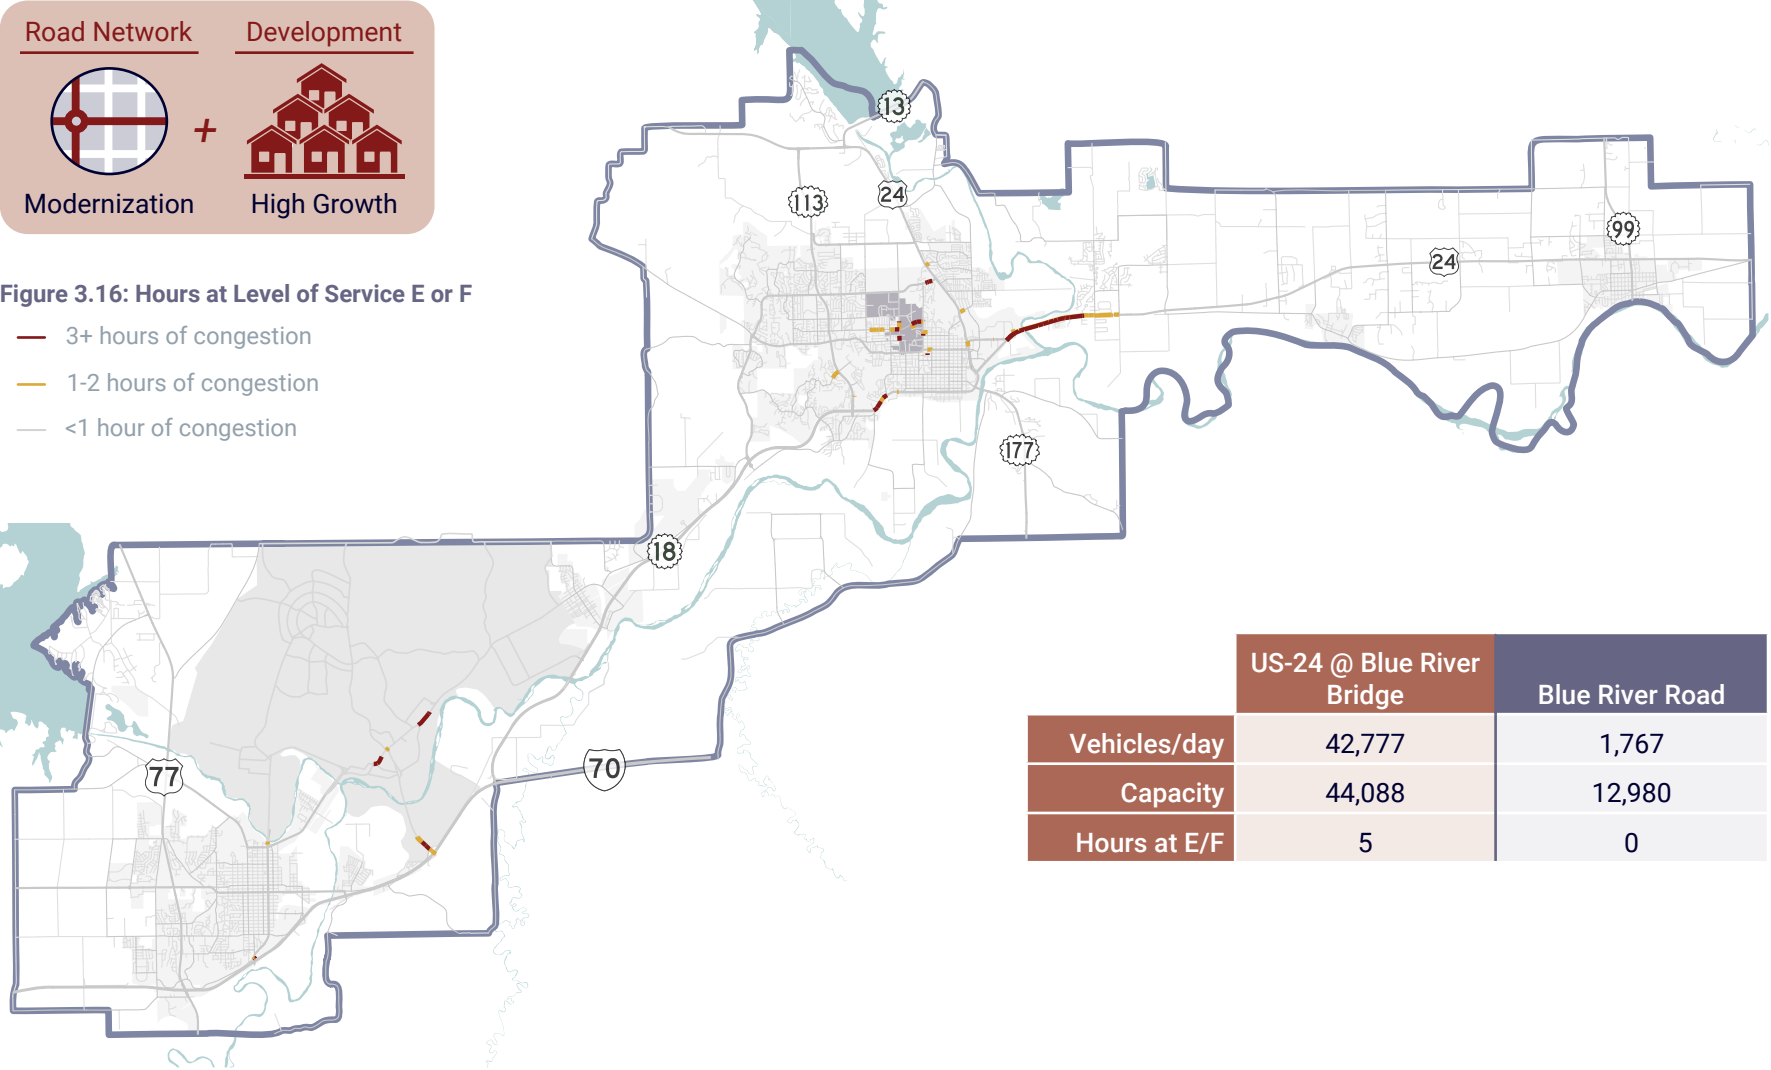 Road Network
Development
+
Modernization
High Growth
Figure 3.16: Hours at Level of Service E or F
3+ hours of congestion
1-2 hours of congestion
<1 hour of congestion
13
113
24
99
24
177
18
77
70
US-24 @ Blue River
Bridge
Blue River Road
Vehicles/day 42,777 1,767
Capacity 44,088 12,980
Hours at E/F 5 0